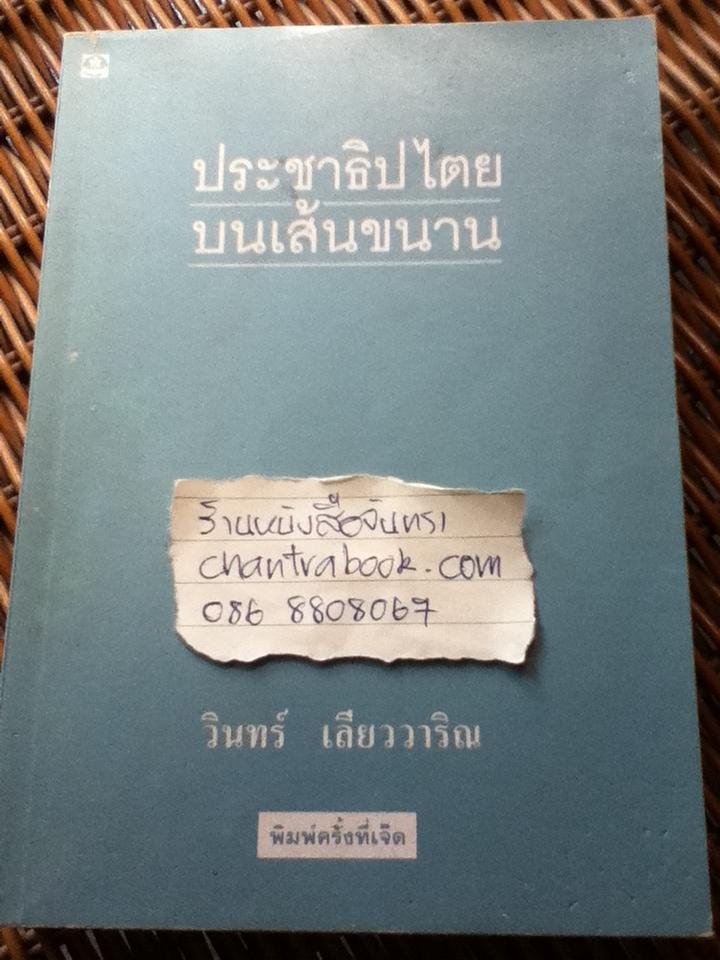 ประชาธิปไตย
บนเส้นขนาน
ร้านหนังสือจันทรา
chantrabook.com
086 8808067
วินทร์ เลียววาริณ
พิมพ์ครั้งที่เจ็ด